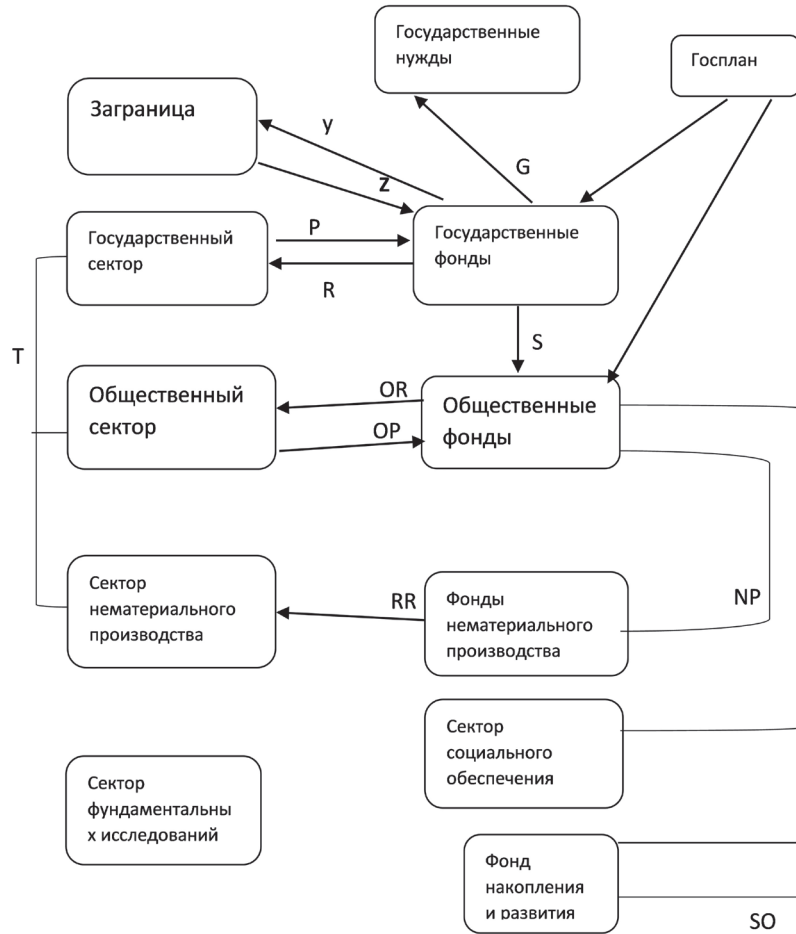 Государственные
нужды
Госплан
Заграница
y
G
z
P
Государственный
сектор
Государственные
фонды
R
S
T
OR
Общественный
сектор
Общественные
фонды
OP
Сектор
нематериального
производства
RR
Фонды
нематериального
производства
NP
Сектор
социального
обеспечения
Сектор
фундаментальны
х исследований
Фонд
накопления
и развития
SO